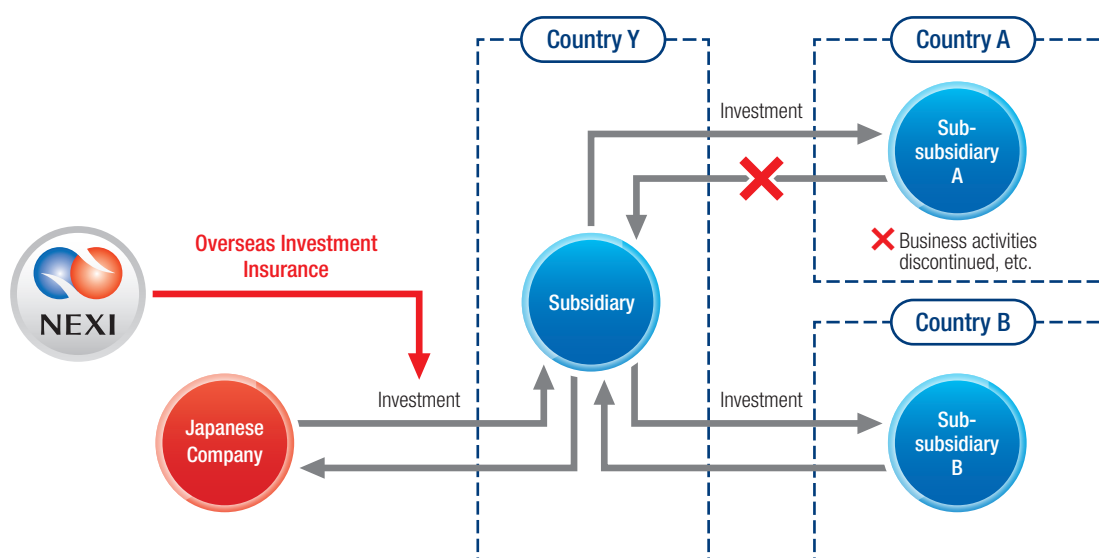 Country Y
Country A
Investment
Sub-
subsidiary
A
Overseas Investment
Insurance
Business activities
discontinued, etc.
NEXI
Subsidiary
Country B
Investment
Investment
Japanese
Company
Sub-
subsidiary
B